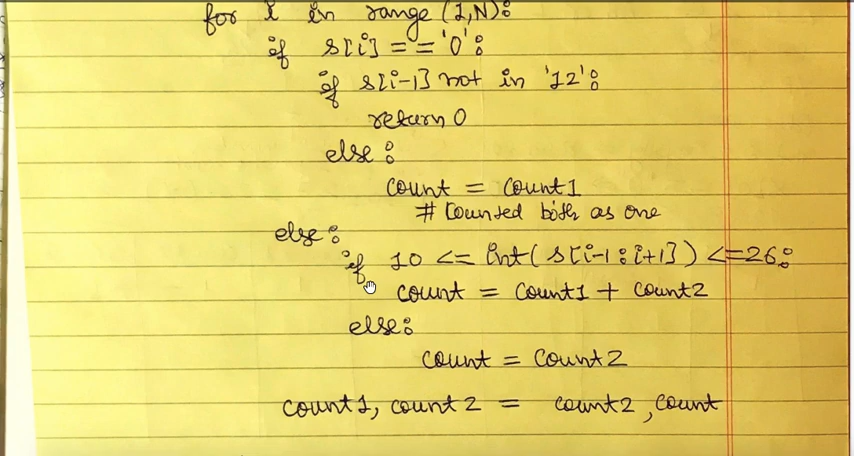 for i in range(1,N):
if s[i] == '0':
if s[i-1] not in '12':
return 0
else:
count = count1
# Counted both as one
else:
if 10 <= int(s[i-1:i+1]) <=26:
count = count1 + count2
else:
count = count2
count1, count2 = count2, count